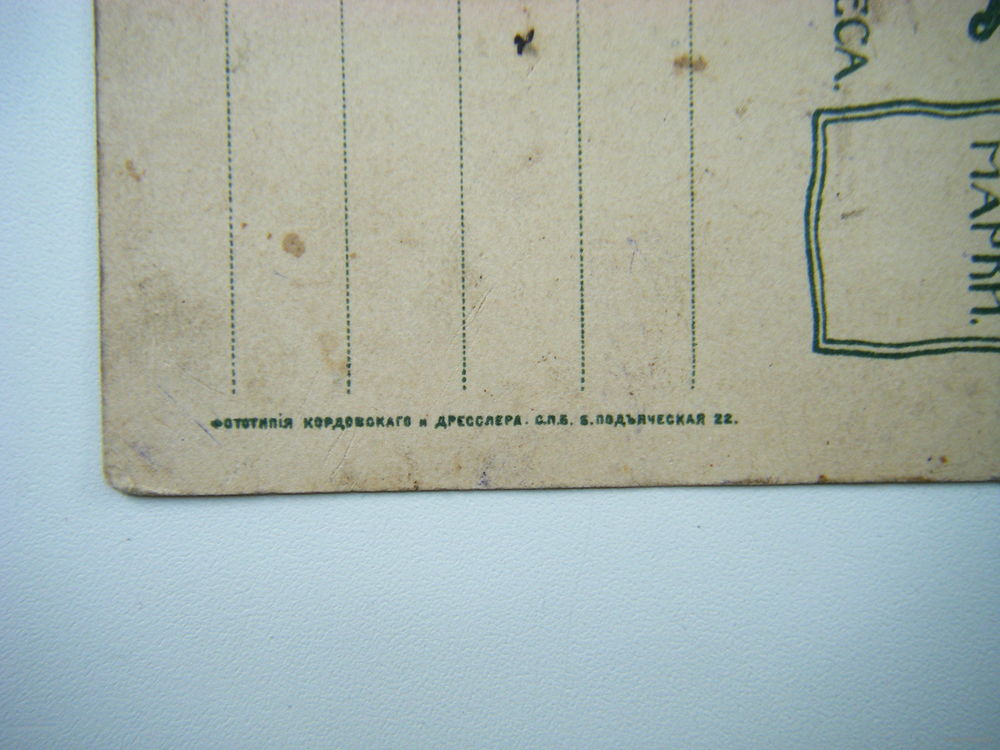 ЕСА.
МАРКИ.
ФОТОТИПІЯ КОРДОВСКАГО и ДРЕССЛЕРА. С.П.Б. Б.ПОДЪЯЧЕСКАЯ 22.